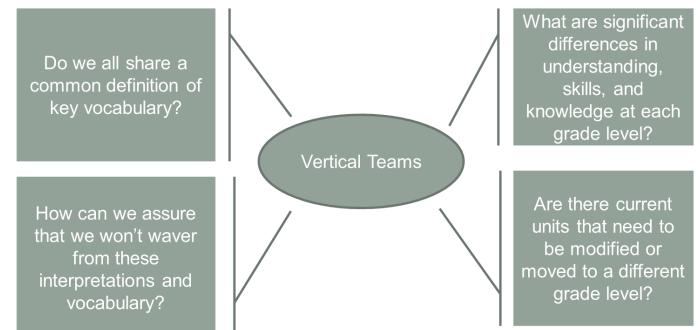 Do we all share a
common definition of
key vocabulary?
What are significant
differences in
understanding,
skills, and
knowledge at each
grade level?
Vertical Teams
How can we assure
that we won’t waver
from these
interpretations and
vocabulary?
Are there current
units that need to
be modified or
moved to a different
grade level?